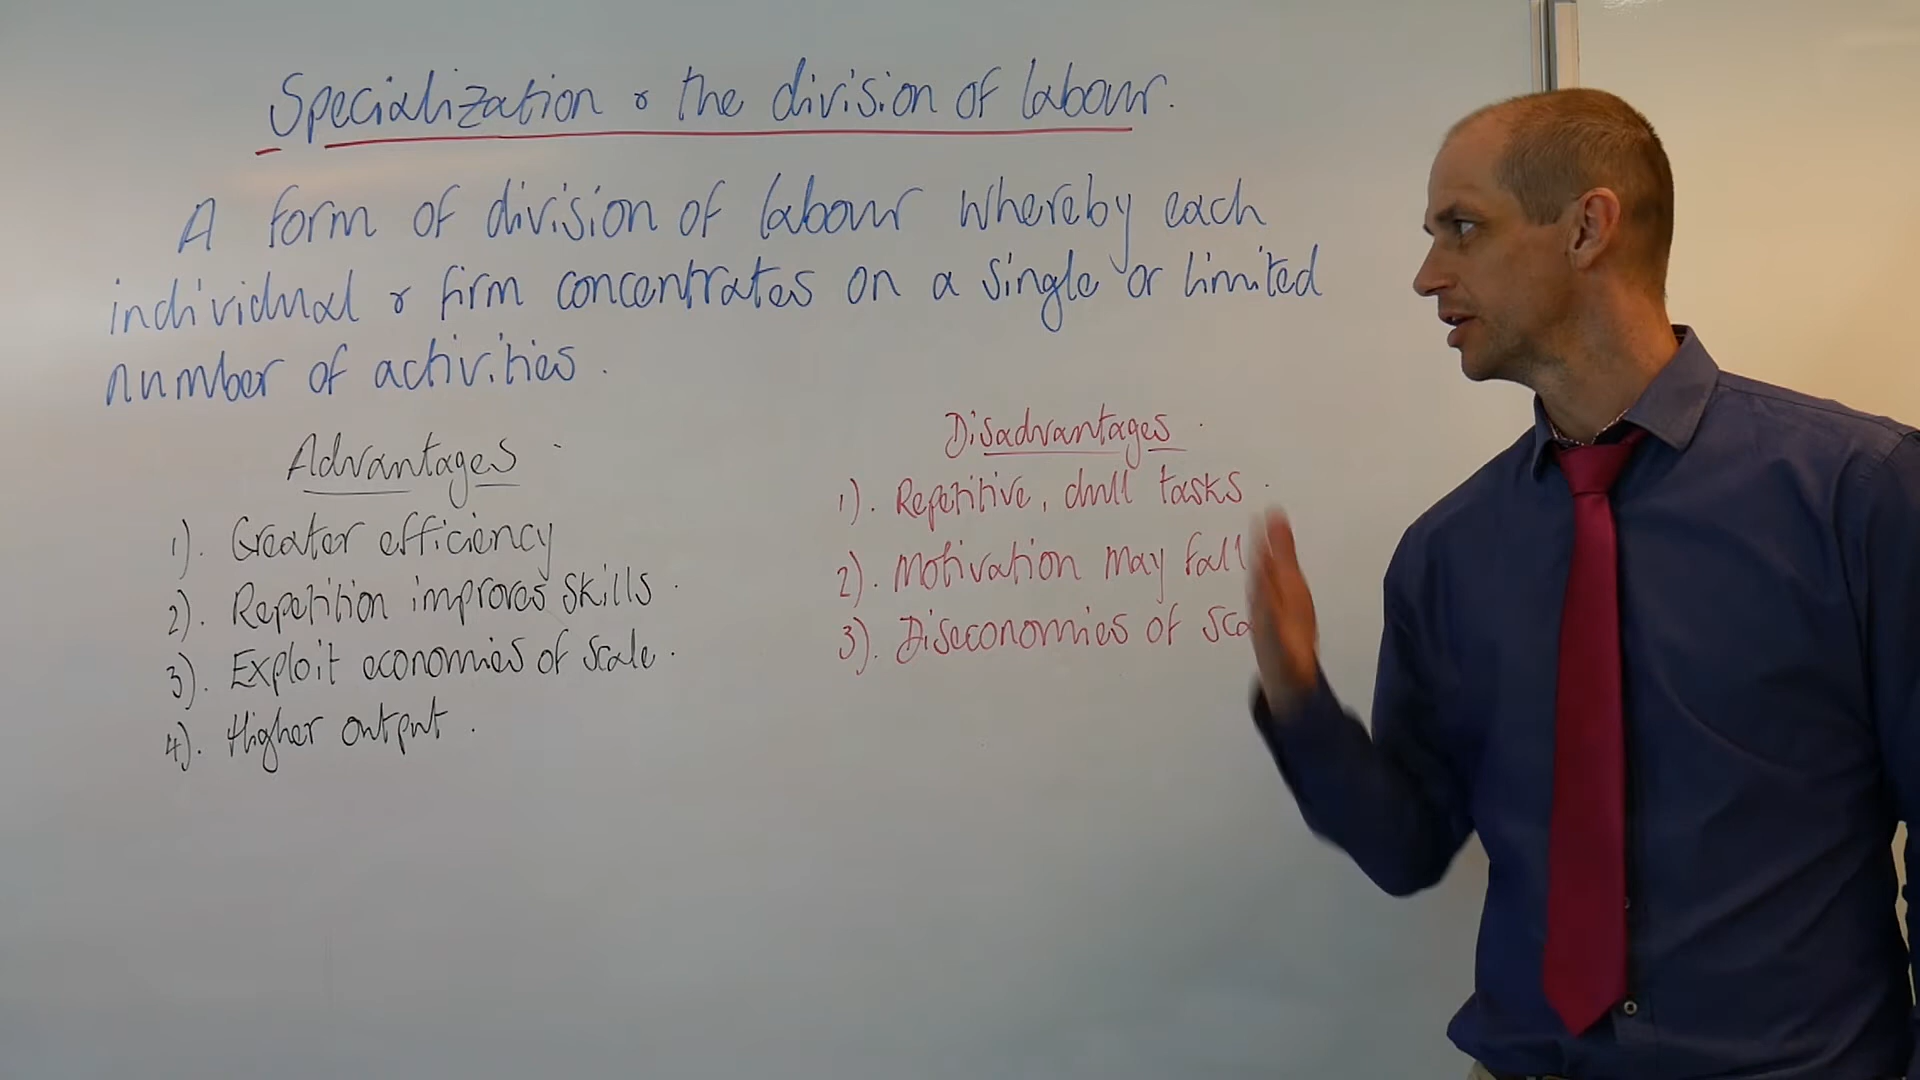 Specialization & the division of labour.
A form of division of labour whereby each
individual & firm concentrates on a single or limited
number of activities.
Advantages
1). Greater efficiency
2). Repetition improves skills.
3). Exploit economies of scale.
4). Higher output.
Disadvantages
1). Repetitive, dull tasks.
2). Motivation may fall
3). Diseconomies of sca